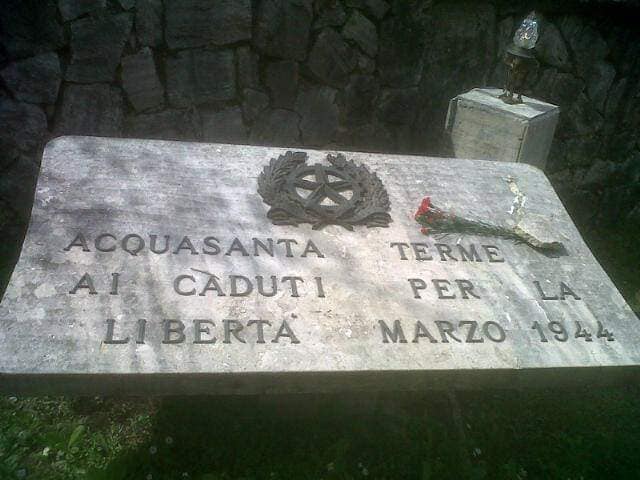 ACQUASANTA TERME
AI CADUTI PER LA
LIBERTÀ MARZO 1944